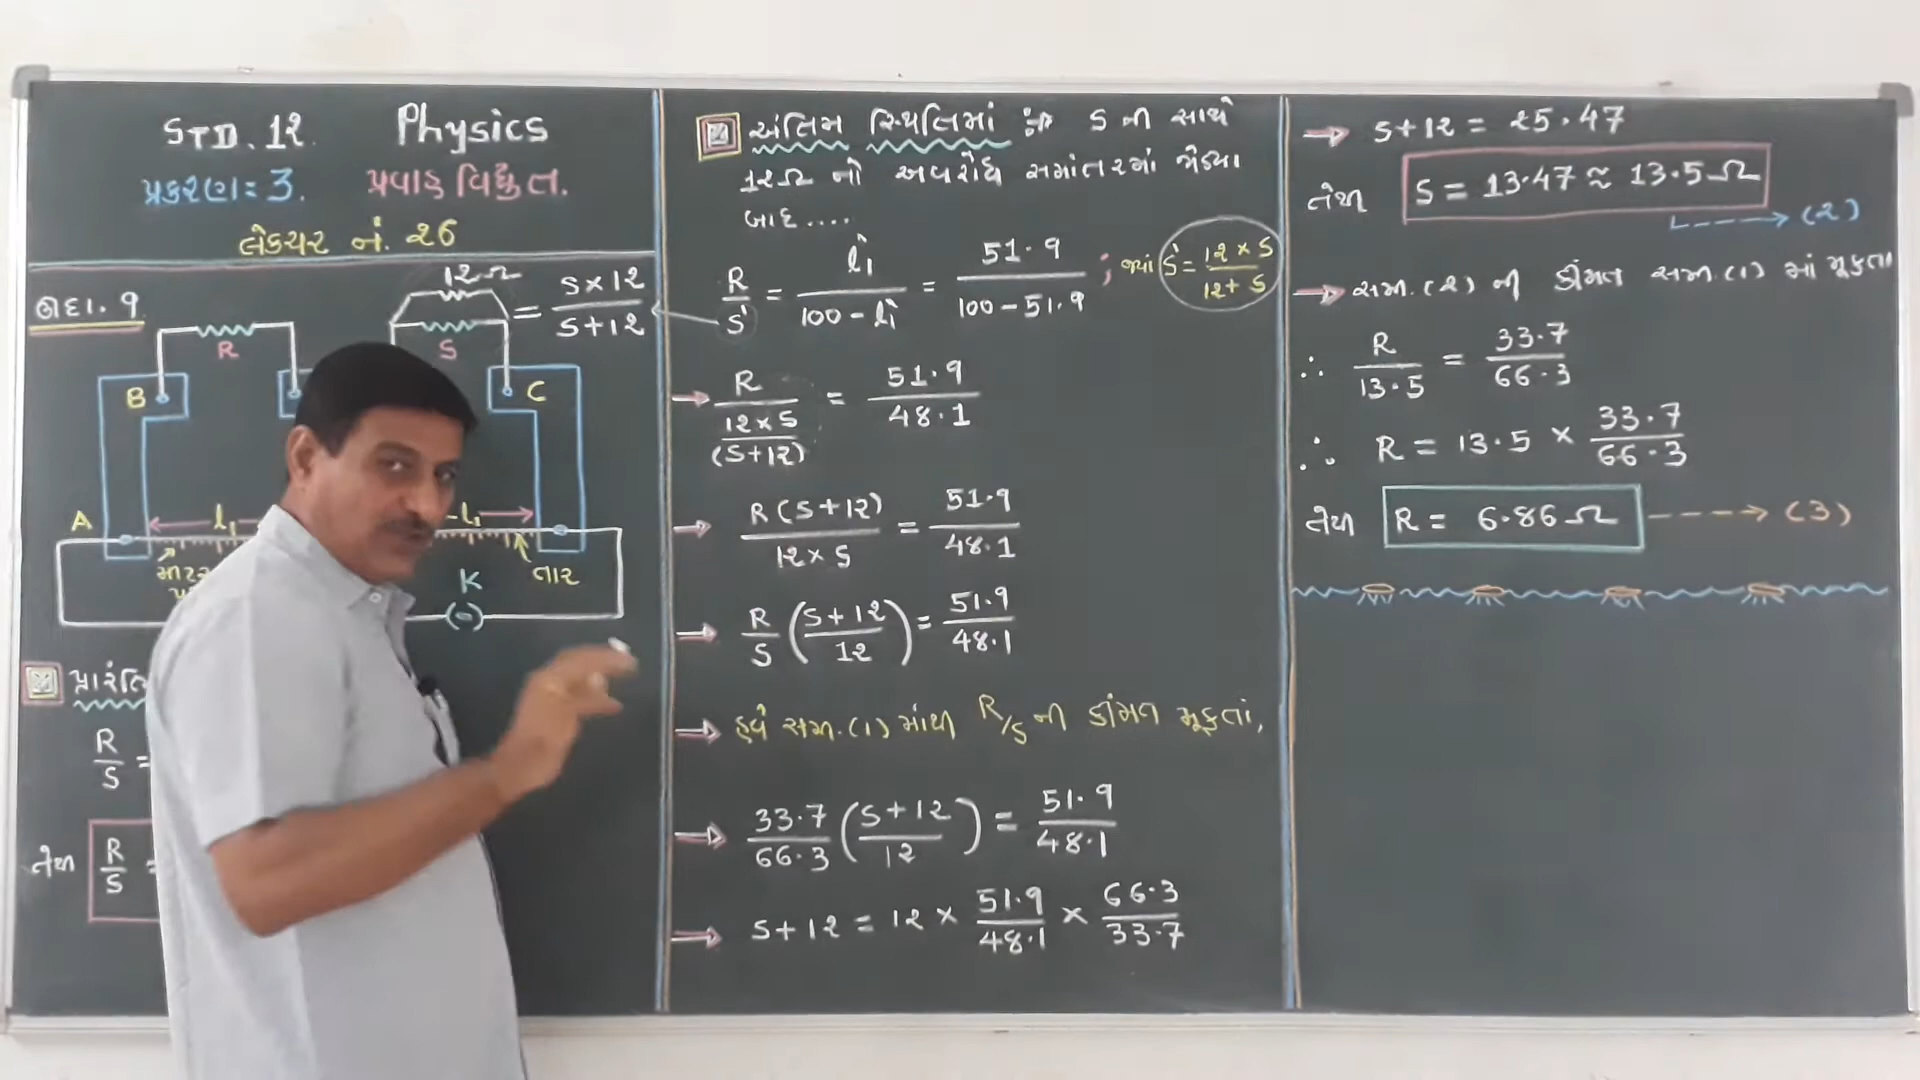 STD. 12. Physics
પ્રકરણ = 3. પ્રવાહ વિદ્યુત.
લેક્ચર નં. ૨6
ઉદા. 9
12Ω
= S × 12 / S + 12
R
S
B
C
A
l₁
- l₁
K
તાર
R / S =
તેથી R / S =
અંતિમ સ્થિતિમાં S ની સાથે
12Ω નો અવરોધ સમાંતરમાં જોડ્યા
બાદ....
R / S' = l₁' / 100 - l₁' = 51.9 / 100 - 51.9 ; જ્યાં S' = 12 × S / 12 + S
R / 12 × S / (S + 12) = 51.9 / 48.1
R (S + 12) / 12 × S = 51.9 / 48.1
R / S ( S + 12 / 12 ) = 51.9 / 48.1
હવે સમી. (1) માંથી R/S ની કીંમત મૂકતાં,
33.7 / 66.3 ( S + 12 / 12 ) = 51.9 / 48.1
S + 12 = 12 × 51.9 / 48.1 × 66.3 / 33.7
S + 12 = 25.47
તેથી S = 13.47 ≈ 13.5 Ω
(2)
સમી. (2) ની કીંમત સમી. (1) માં મૂકતા
∴ R / 13.5 = 33.7 / 66.3
∴ R = 13.5 × 33.7 / 66.3
તેથી R = 6.86 Ω (3)